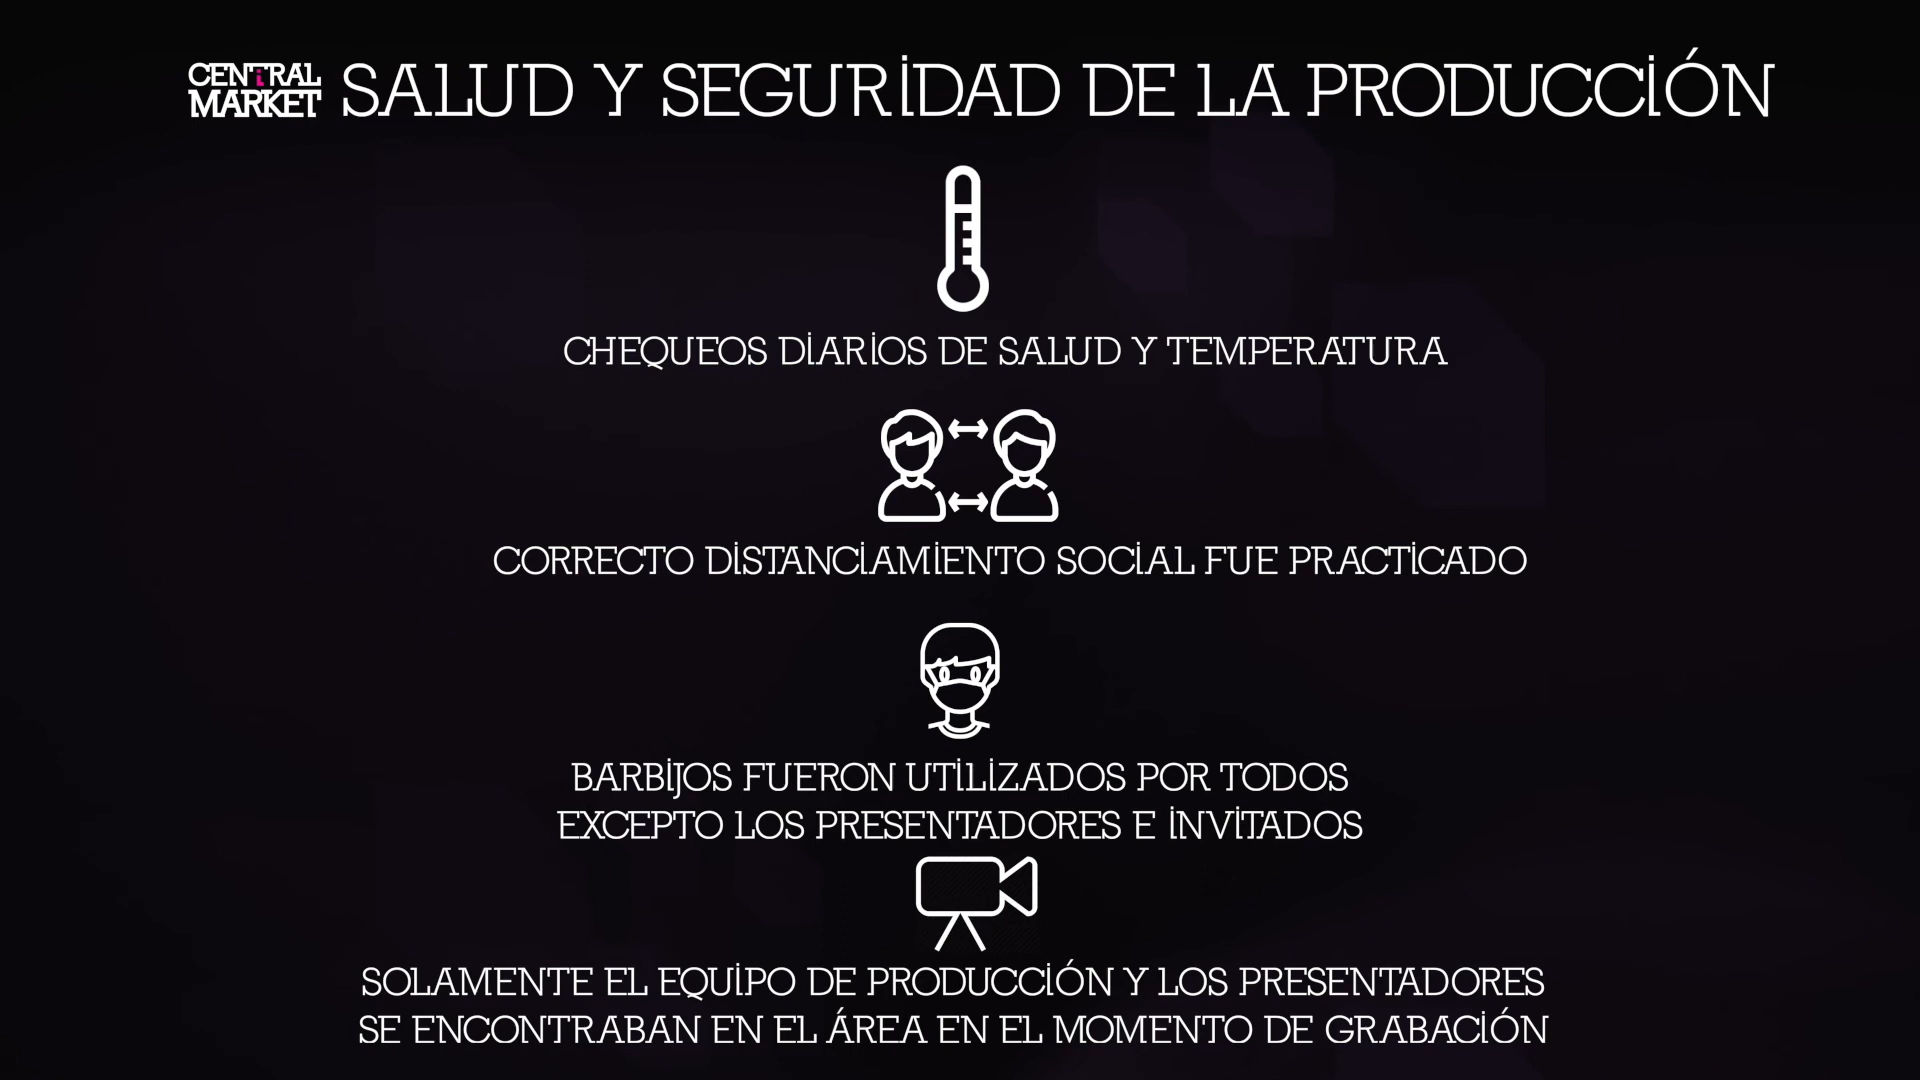 CENTRAL
MARKET
SALUD Y SEGURIDAD DE LA PRODUCCIÓN
CHEQUEOS DIARIOS DE SALUD Y TEMPERATURA
CORRECTO DISTANCIAMIENTO SOCIAL FUE PRACTICADO
BARBIJOS FUERON UTILIZADOS POR TODOS
EXCEPTO LOS PRESENTADORES E INVITADOS
SOLAMENTE EL EQUIPO DE PRODUCCIÓN Y LOS PRESENTADORES
SE ENCONTRABAN EN EL ÁREA EN EL MOMENTO DE GRABACIÓN